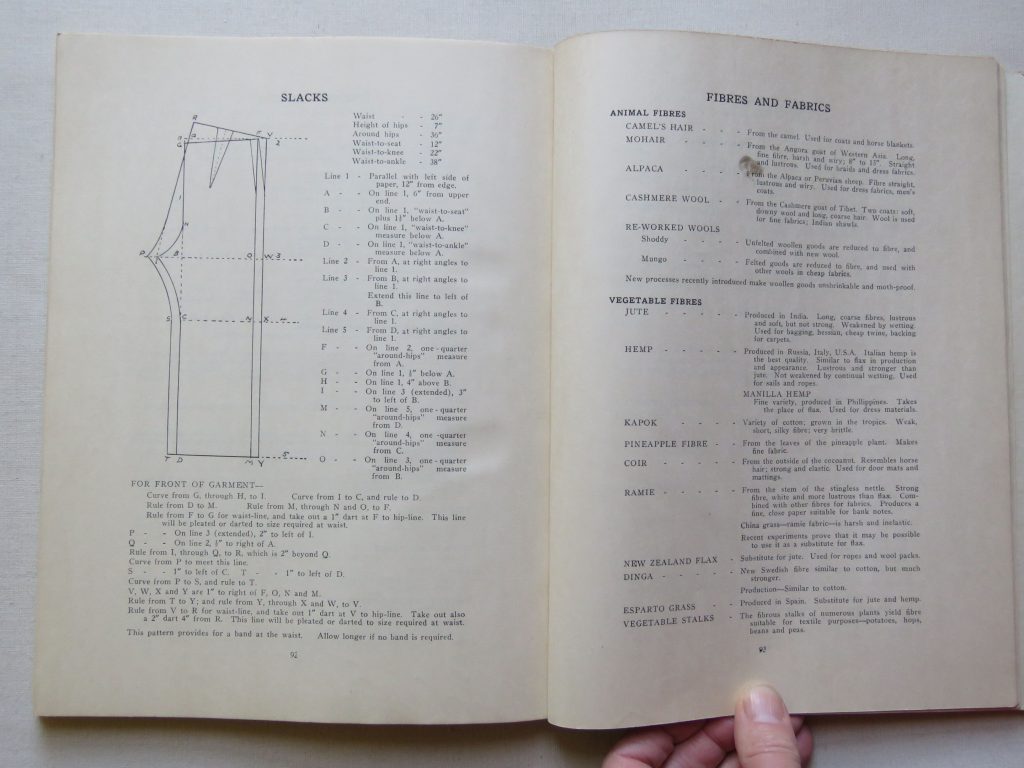 SLACKS
R
Q A F V 2
G
I
H
P I B O W 3
S C N X 4
T D M Y 5
Waist - - 26"
Height of hips - 7"
Around hips - 36"
Waist-to-seat - 12"
Waist-to-knee - 22"
Waist-to-ankle - 38"
Line 1 - Parallel with left side of
paper, 12" from edge.
A - - On line 1, 6" from upper
end.
B - - On line 1, "waist-to-seat"
plus 1½" below A.
C - - On line 1, "waist-to-knee"
measure below A.
D - - On line 1, "waist-to-ankle"
measure below A.
Line 2 - From A, at right angles to
line 1.
Line 3 - From B, at right angles to
line 1.
Extend this line to left of
B.
Line 4 - From C, at right angles to
line 1.
Line 5 - From D, at right angles to
line 1.
F - - On line 2, one-quarter
"around-hips" measure
from A.
G - - On line 1, ½" below A.
H - - On line 1, 4" above B.
I - - On line 3 (extended), 3"
to left of B.
M - - On line 5, one-quarter
"around-hips" measure
from D.
N - - On line 4, one-quarter
"around-hips" measure
from C.
O - - On line 3, one-quarter
"around-hips" measure
from B.
FOR FRONT OF GARMENT—
Curve from G, through H, to I. Curve from I to C, and rule to D.
Rule from D to M. Rule from M, through N and O, to F.
Rule from F to G for waist-line, and take out a 1" dart at F to hip-line. This line
will be pleated or darted to size required at waist.
P - - On line 3 (extended), 2" to left of I.
Q - - On line 2, ½" to right of A.
Rule from I, through Q, to R, which is 2" beyond Q.
Curve from P to meet this line.
S - - 1" to left of C. T - - 1" to left of D.
Curve from P to S, and rule to T.
V, W, X and Y are 1" to right of F, O, N and M.
Rule from T to Y; and rule from Y, through X and W, to V.
Rule from V to R for waist-line, and take out 1" dart at V to hip-line. Take out also
a 2" dart 4" from R. This line will be pleated or darted to size required at waist.
This pattern provides for a band at the waist. Allow longer if no band is required.
92
FIBRES AND FABRICS
ANIMAL FIBRES
CAMEL'S HAIR - - - From the camel. Used for coats and horse blankets.
MOHAIR - - - - - From the Angora goat of Western Asia. Long,
fine fibre, harsh and wiry; 8" to 15". Straight
and lustrous. Used for braids and dress fabrics.
ALPACA - - - - - From the Alpaca or Peruvian sheep. Fibre straight,
lustrous and wiry. Used for dress fabrics, men's
coats.
CASHMERE WOOL - - From the Cashmere goat of Tibet. Two coats: soft,
downy wool and long, coarse hair. Wool is used
for fine fabrics; Indian shawls.
RE-WORKED WOOLS
Shoddy - - - - - Unfelted woollen goods are reduced to fibre, and
combined with new wool.
Mungo - - - - - Felted goods are reduced to fibre, and used with
other wools in cheap fabrics.
New processes recently introduced make woollen goods unshrinkable and moth-proof.
VEGETABLE FIBRES
JUTE - - - - - Produced in India. Long, coarse fibres, lustrous
and soft, but not strong. Weakened by wetting.
Used for bagging, hessian, cheap twine, backing
for carpets.
HEMP - - - - - Produced in Russia, Italy, U.S.A. Italian hemp is
the best quality. Similar to flax in production
and appearance. Lustrous and stronger than
jute. Not weakened by continual wetting. Used
for sails and ropes.
MANILLA HEMP
Fine variety, produced in Phillippines. Takes
the place of flax. Used for dress materials.
KAPOK - - - - - Variety of cotton; grown in the tropics. Weak,
short, silky fibre; very brittle.
PINEAPPLE FIBRE - - From the leaves of the pineapple plant. Makes
fine fabric.
COIR - - - - - From the outside of the cocoanut. Resembles horse
hair; strong and elastic. Used for door mats and
mattings.
RAMIE - - - - - From the stem of the stingless nettle. Strong
fibre, white and more lustrous than flax. Com-
bined with other fibres for fabrics. Produces a
fine, close paper suitable for bank notes.
China grass—ramie fabric—is harsh and inelastic.
Recent experiments prove that it may be possible
to use it as a substitute for flax.
NEW ZEALAND FLAX - Substitute for jute. Used for ropes and wool packs.
DINGA - - - - - New Swedish fibre similar to cotton, but much
stronger.
Production—Similar to cotton.
ESPARTO GRASS - - Produced in Spain. Substitute for jute and hemp.
VEGETABLE STALKS - The fibrous stalks of numerous plants yield fibre
suitable for textile purposes—potatoes, hops,
beans and peas.
93